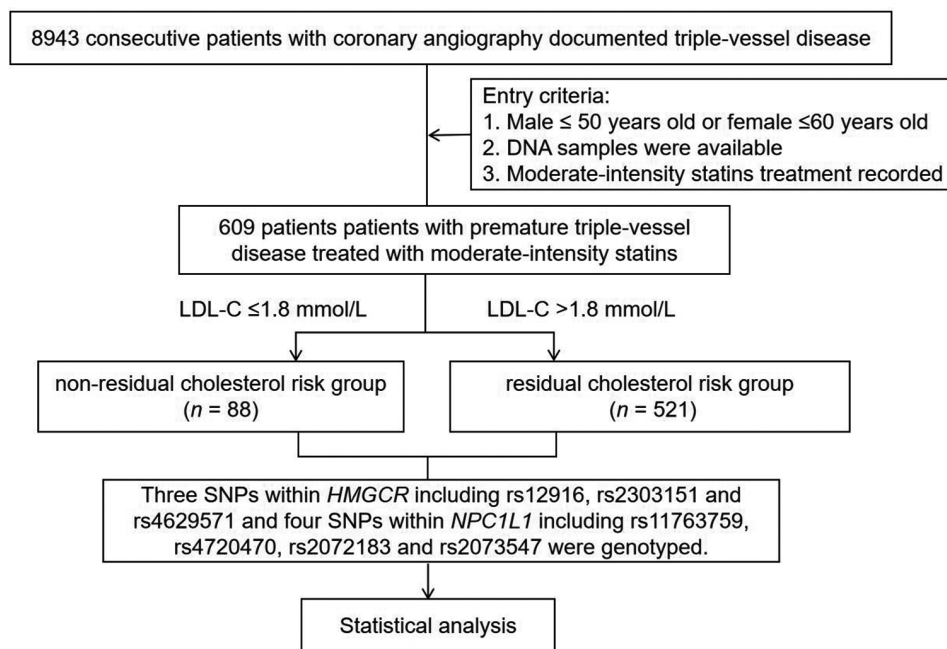 8943 consecutive patients with coronary angiography documented triple-vessel disease
Entry criteria:
1. Male ≤ 50 years old or female ≤60 years old
2. DNA samples were available
3. Moderate-intensity statins treatment recorded
609 patients patients with premature triple-vessel
disease treated with moderate-intensity statins
LDL-C ≤1.8 mmol/L
LDL-C >1.8 mmol/L
non-residual cholesterol risk group
(n = 88)
residual cholesterol risk group
(n = 521)
Three SNPs within HMGCR including rs12916, rs2303151 and
rs4629571 and four SNPs within NPC1L1 including rs11763759,
rs4720470, rs2072183 and rs2073547 were genotyped.
Statistical analysis